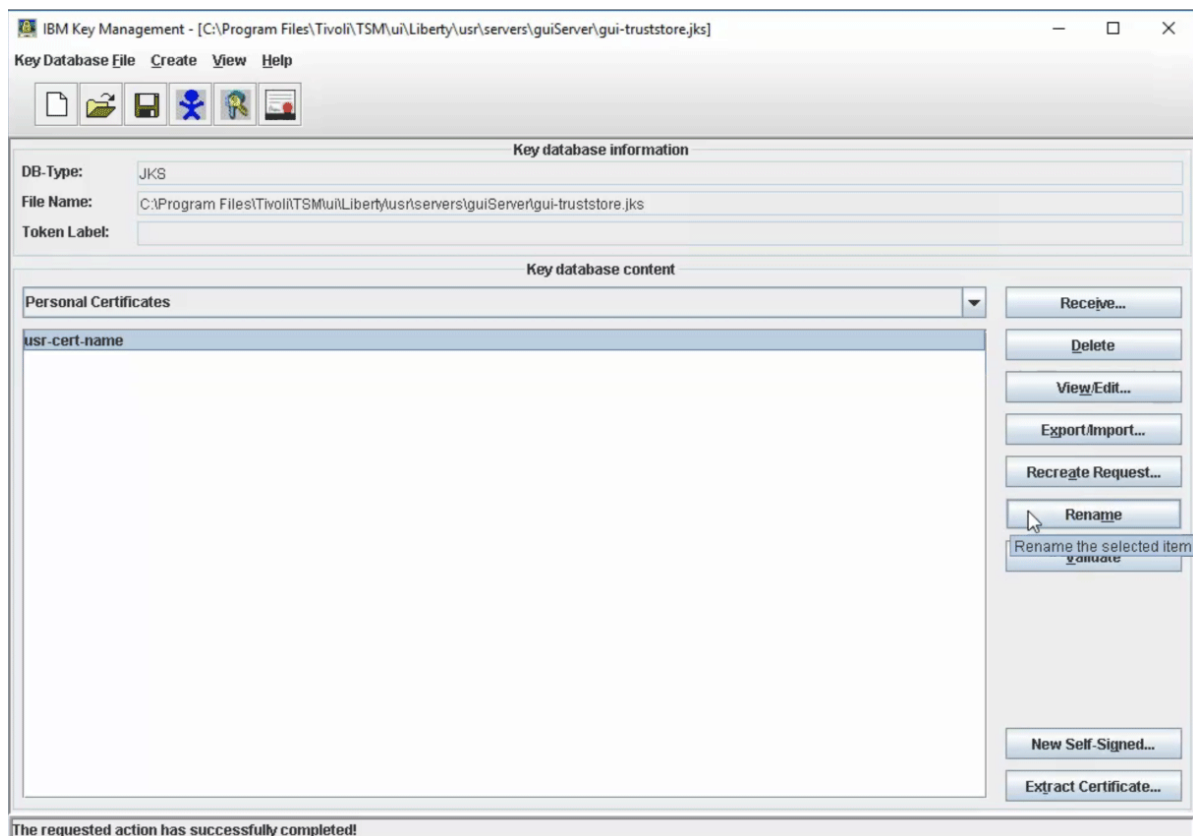 IBM Key Management - [C:\Program Files\Tivoli\TSM\ui\Liberty\usr\servers\guiServer\gui-truststore.jks]
Key Database File Create View Help
Key database information
DB-Type: JKS
File Name: C:\Program Files\Tivoli\TSM\ui\Liberty\usr\servers\guiServer\gui-truststore.jks
Token Label:
Key database content
Personal Certificates
Receive...
usr-cert-name
Delete
View/Edit...
Export/Import...
Recreate Request...
Rename
Rename the selected item
Validate
New Self-Signed...
Extract Certificate...
The requested action has successfully completed!